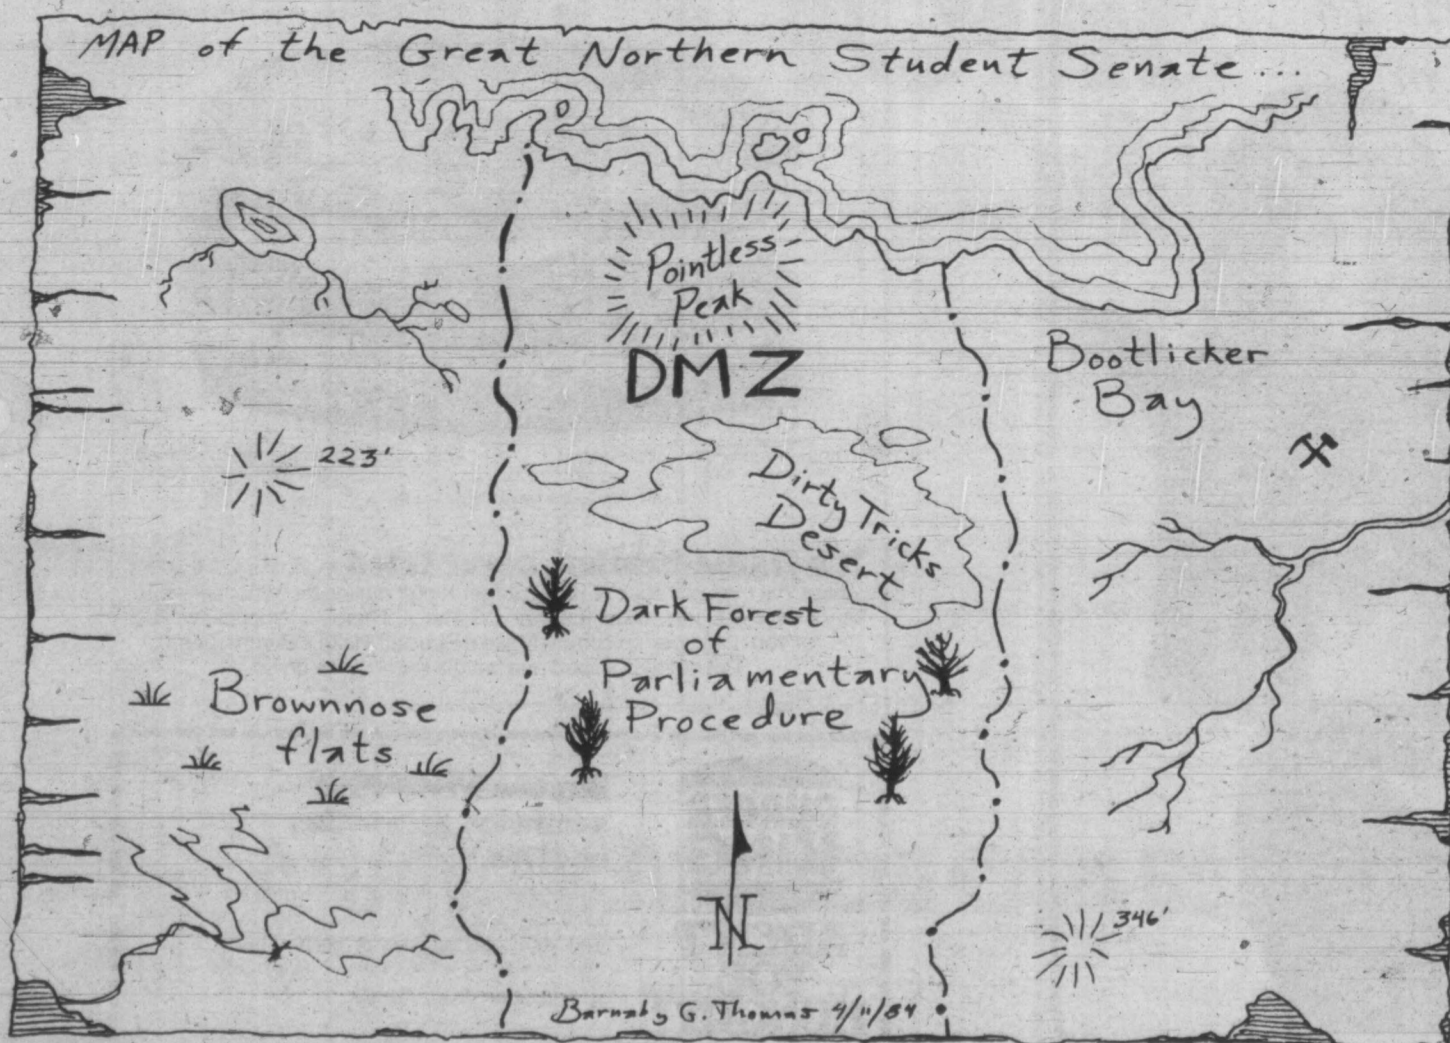 MAP of the Great Northern Student Senate...
Pointless
Peak
DMZ
Bootlicker
Bay
223'
Dirty Tricks
Desert
Dark Forest
of
Parliamentary
Procedure
Brownnose
flats
N
346'
Barnaby G. Thomas 4/11/84